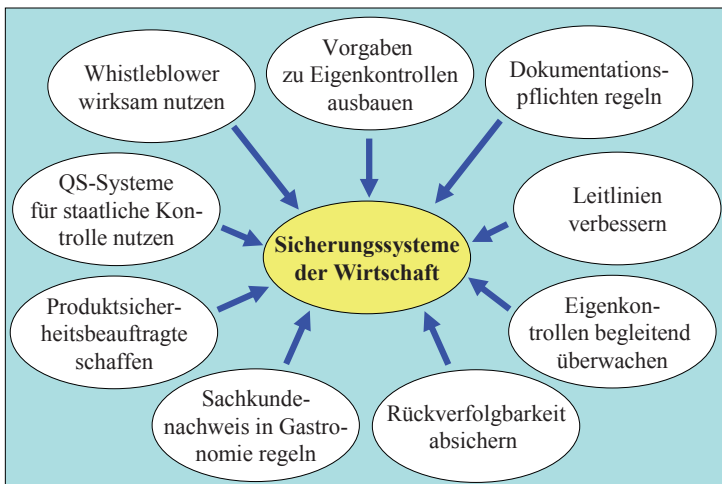 Whistleblower
wirksam nutzen
Vorgaben
zu Eigenkontrollen
ausbauen
Dokumentations-
pflichten regeln
QS-Systeme
für staatliche Kon-
trolle nutzen
Leitlinien
verbessern
Sicherungssysteme
der Wirtschaft
Produktsicher-
heitsbeauftragte
schaffen
Eigenkon-
trollen begleitend
überwachen
Sachkunde-
nachweis in Gastro-
nomie regeln
Rückverfolgbarkeit
absichern